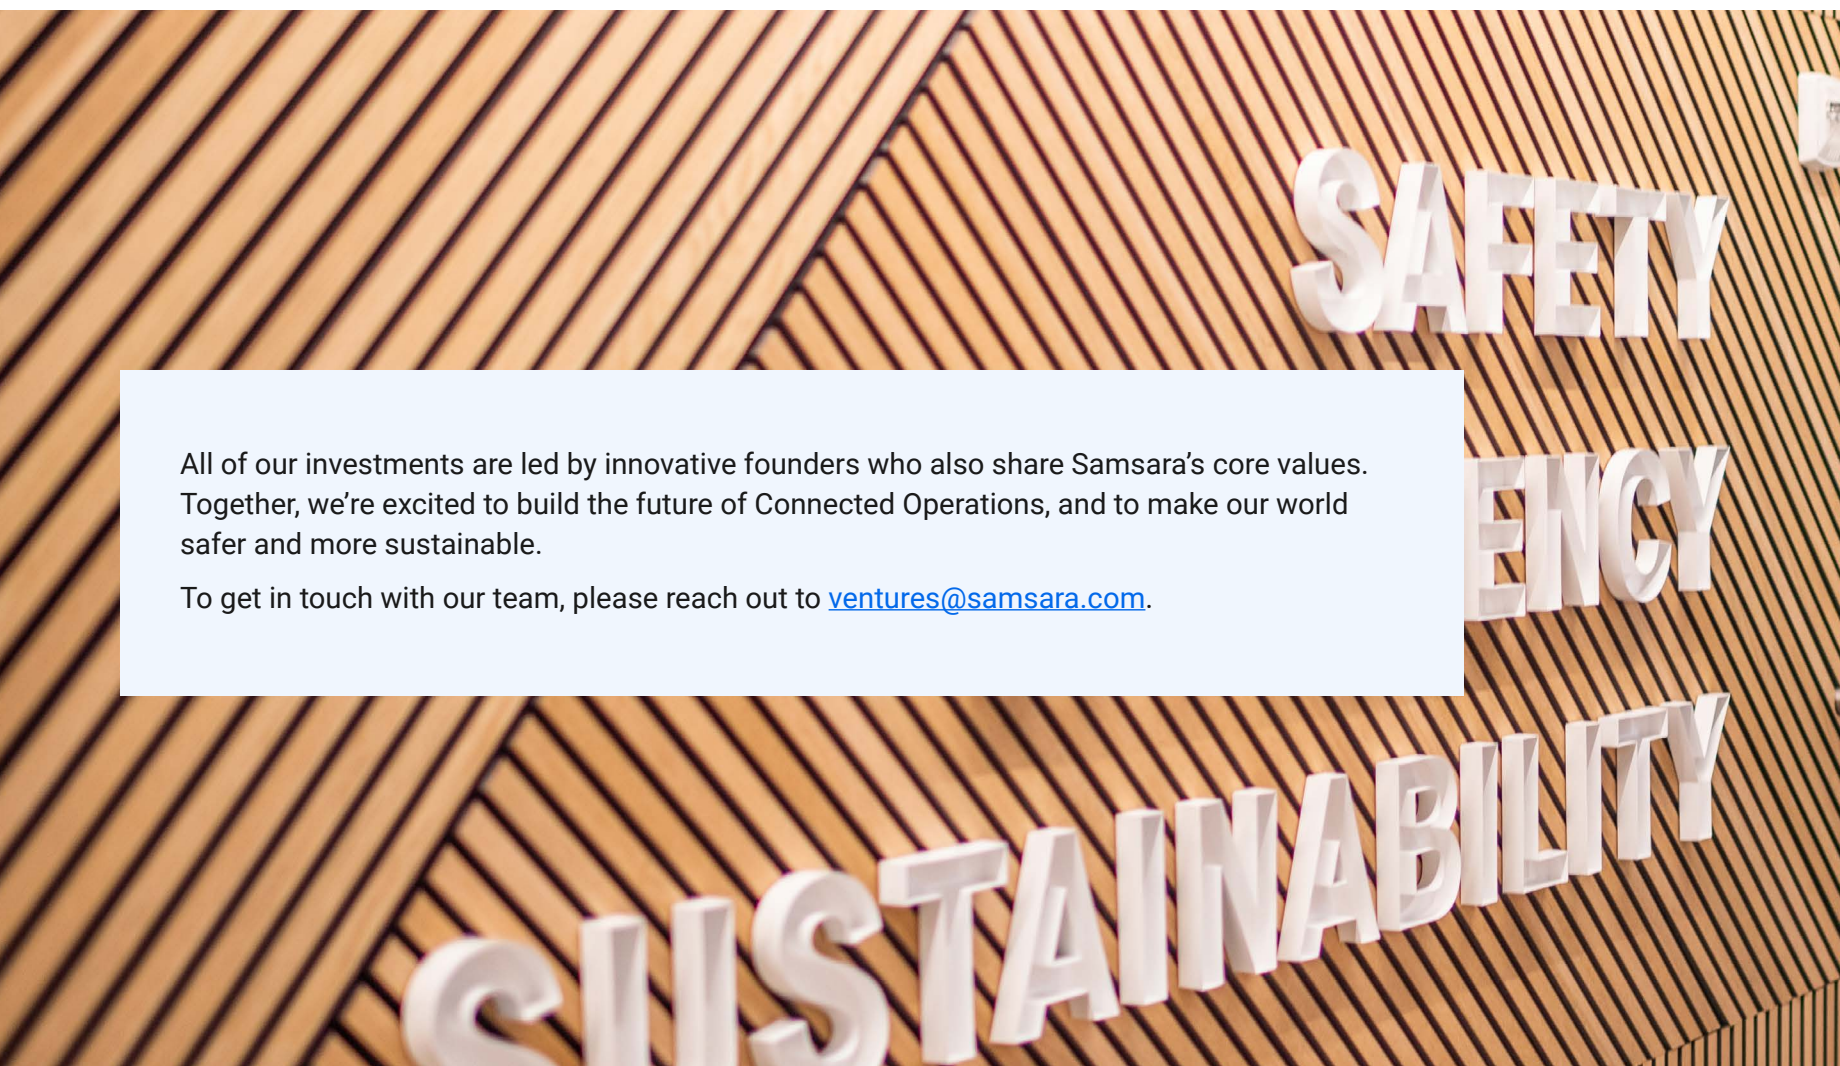 SAFETY
All of our investments are led by innovative founders who also share Samsara’s core values.
Together, we’re excited to build the future of Connected Operations, and to make our world
safer and more sustainable.
To get in touch with our team, please reach out to ventures@samsara.com.
ENCY
SUSTAINABILITY